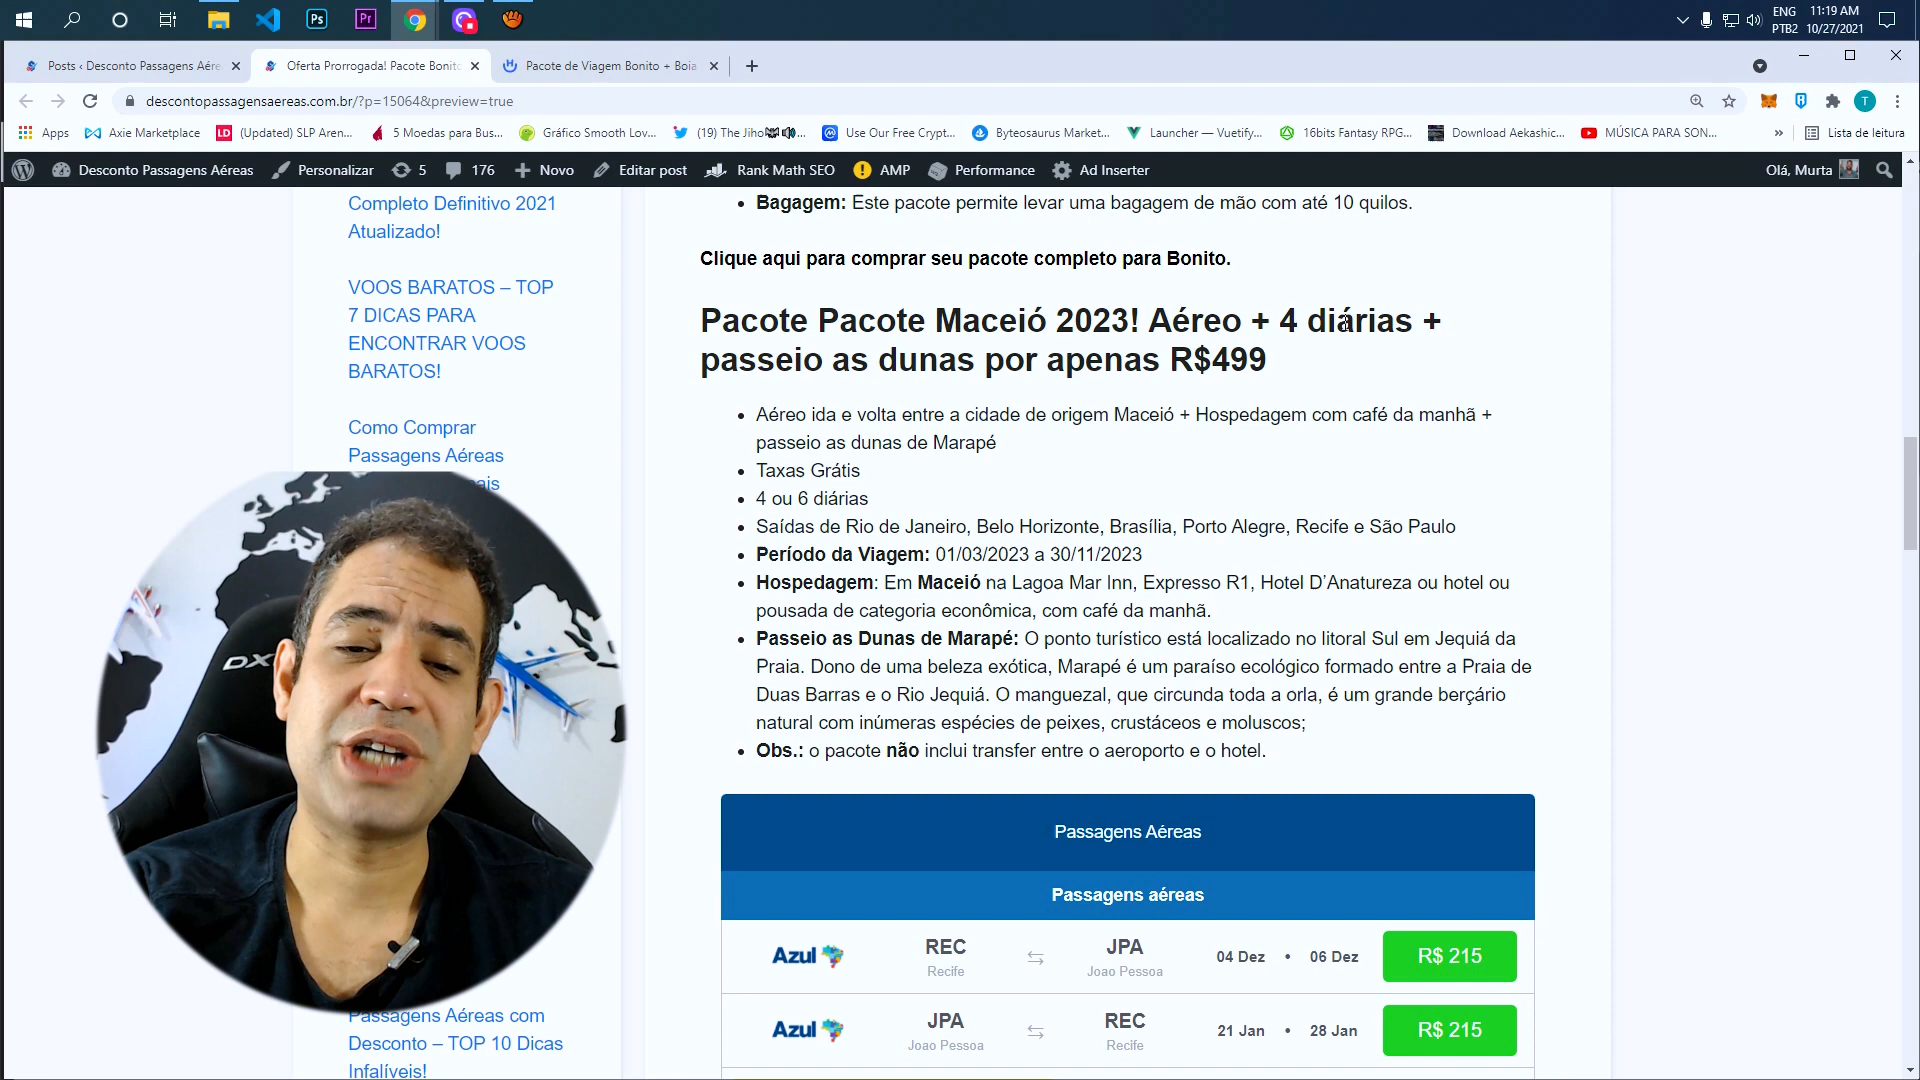 Ps
Pr
ENG
PTB2
11:19 AM
10/27/2021
Posts ‹ Desconto Passagens Aére
Oferta Prorrogada! Pacote Bonito
Pacote de Viagem Bonito + Boia
descontopassagensaereas.com.br/?p=15064&preview=true
T
Apps
Axie Marketplace
LD (Updated) SLP Aren...
5 Moedas para Bus...
Gráfico Smooth Lov...
(19) The Jiho
Use Our Free Crypt...
Byteosaurus Market...
Launcher — Vuetify...
16bits Fantasy RPG...
Download Aekashic...
MÚSICA PARA SON...
»
Lista de leitura
Desconto Passagens Aéreas
Personalizar
5
176
Novo
Editar post
Rank Math SEO
AMP
Performance
Ad Inserter
Olá, Murta
Completo Definitivo 2021
Atualizado!
VOOS BARATOS – TOP
7 DICAS PARA
ENCONTRAR VOOS
BARATOS!
Como Comprar
Passagens Aéreas
ais
Passagens Aéreas com
Desconto – TOP 10 Dicas
Infalíveis!
DX
• Bagagem: Este pacote permite levar uma bagagem de mão com até 10 quilos.
Clique aqui para comprar seu pacote completo para Bonito.
Pacote Pacote Maceió 2023! Aéreo + 4 diárias +
passeio as dunas por apenas R$499
• Aéreo ida e volta entre a cidade de origem Maceió + Hospedagem com café da manhã +
passeio as dunas de Marapé
• Taxas Grátis
• 4 ou 6 diárias
• Saídas de Rio de Janeiro, Belo Horizonte, Brasília, Porto Alegre, Recife e São Paulo
• Período da Viagem: 01/03/2023 a 30/11/2023
• Hospedagem: Em Maceió na Lagoa Mar Inn, Expresso R1, Hotel D’Anatureza ou hotel ou
pousada de categoria econômica, com café da manhã.
• Passeio as Dunas de Marapé: O ponto turístico está localizado no litoral Sul em Jequiá da
Praia. Dono de uma beleza exótica, Marapé é um paraíso ecológico formado entre a Praia de
Duas Barras e o Rio Jequiá. O manguezal, que circunda toda a orla, é um grande berçário
natural com inúmeras espécies de peixes, crustáceos e moluscos;
• Obs.: o pacote não inclui transfer entre o aeroporto e o hotel.
Passagens Aéreas
Passagens aéreas
Azul
REC
Recife
JPA
Joao Pessoa
04 Dez • 06 Dez
R$ 215
Azul
JPA
Joao Pessoa
REC
Recife
21 Jan • 28 Jan
R$ 215